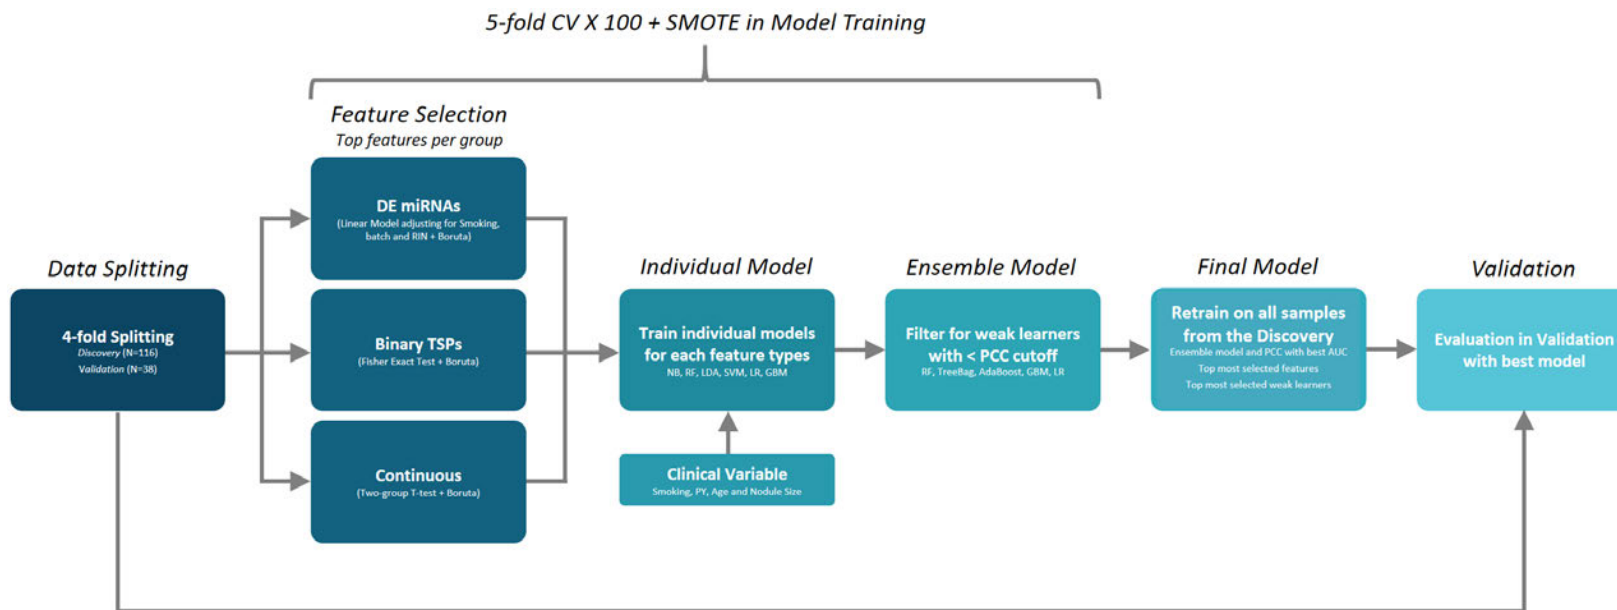 5-fold CV X 100 + SMOTE in Model Training
Feature Selection
Top features per group
DE miRNAs
(Linear Model adjusting for Smoking,
batch and RIN + Boruta)
Data Splitting
4-fold Splitting
Discovery (N=116)
Validation (N=38)
Binary TSPs
(Fisher Exact Test + Boruta)
Continuous
(Two-group T-test + Boruta)
Individual Model
Train individual models
for each feature types
NB, RF, LDA, SVM, LR, GBM
Clinical Variable
Smoking, PY, Age and Nodule Size
Ensemble Model
Filter for weak learners
with < PCC cutoff
RF, TreeBag, AdaBoost, GBM, LR
Final Model
Retrain on all samples
from the Discovery
Ensemble model and PCC with best AUC
Top most selected features
Top most selected weak learners
Validation
Evaluation in Validation
with best model